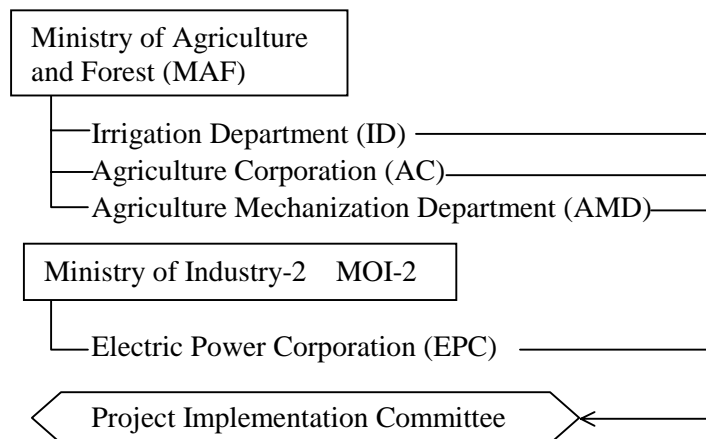 Ministry of Agriculture
and Forest (MAF)
Irrigation Department (ID)
Agriculture Corporation (AC)
Agriculture Mechanization Department (AMD)
Ministry of Industry-2 MOI-2
Electric Power Corporation (EPC)
Project Implementation Committee